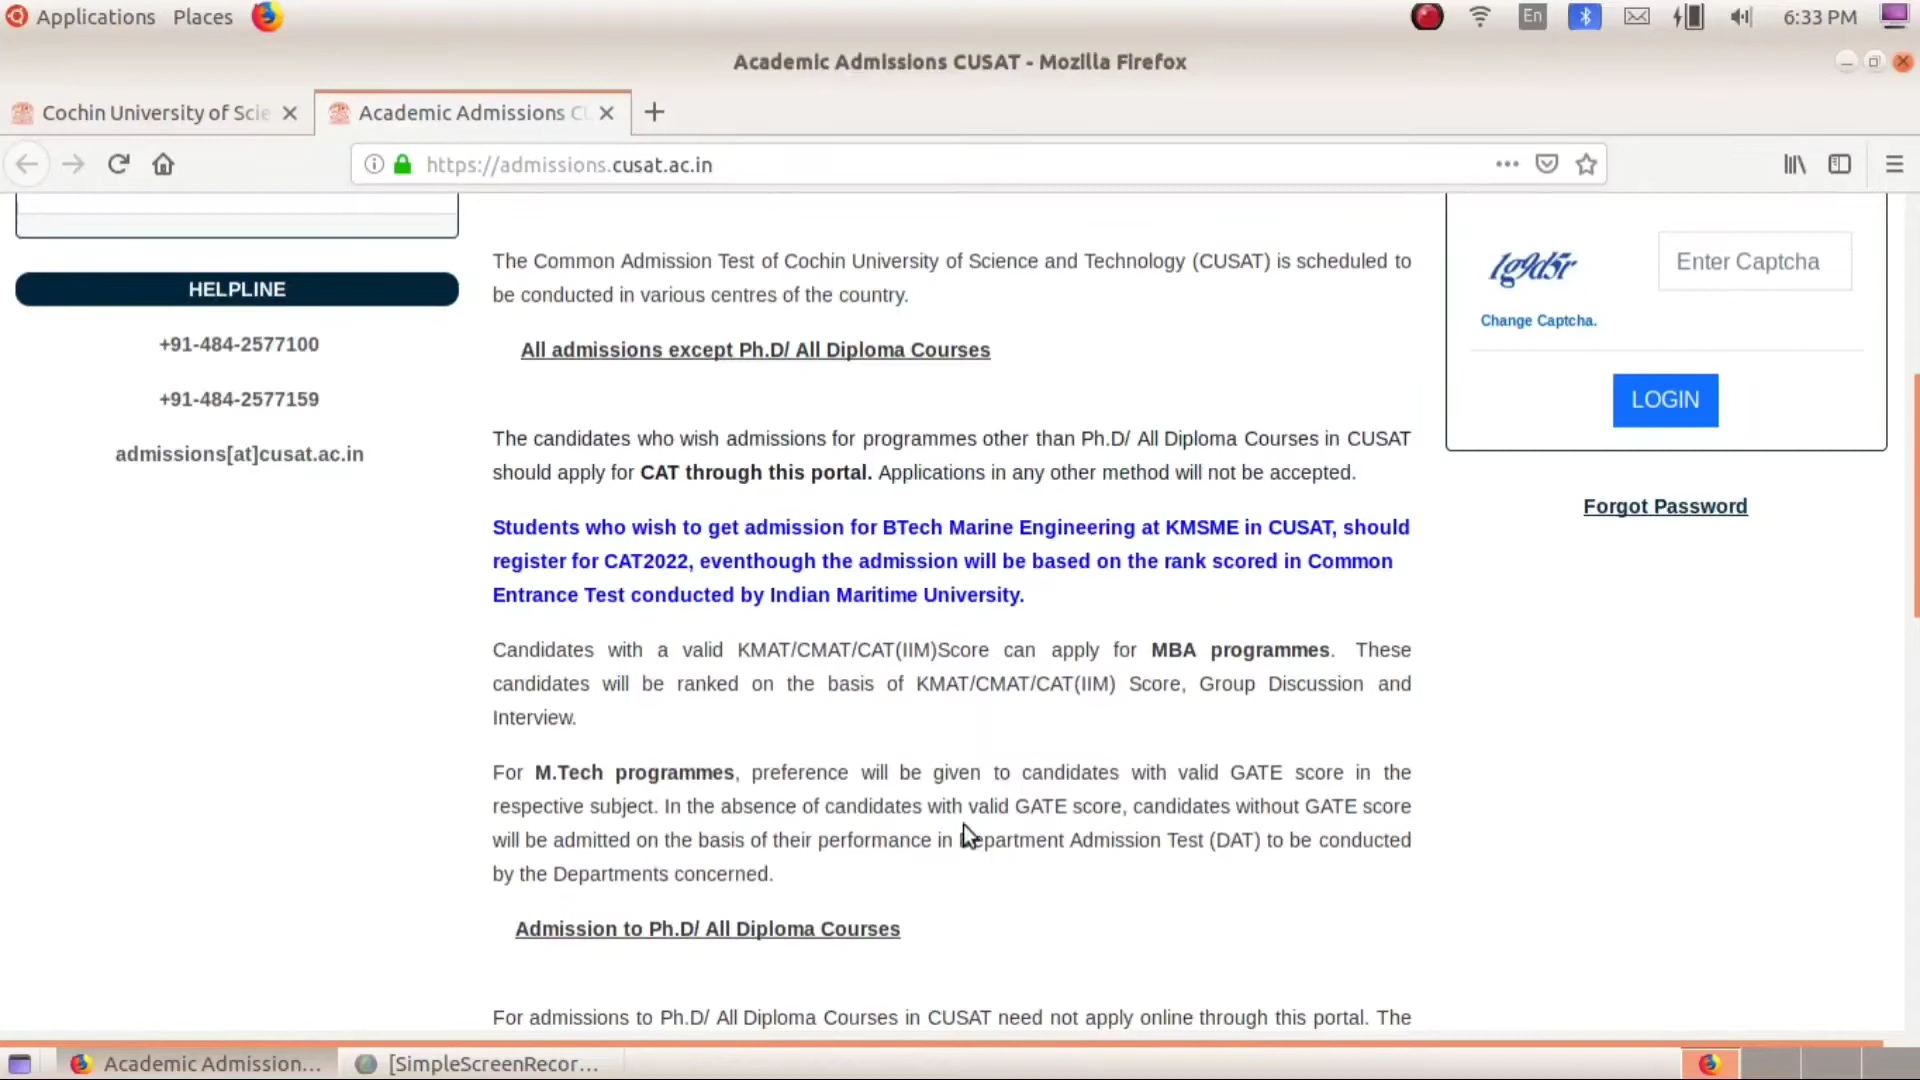 Applications Places En 6:33 PM
Academic Admissions CUSAT - Mozilla Firefox
Cochin University of Scie
Academic Admissions CU
https://admissions.cusat.ac.in
HELPLINE
+91-484-2577100
+91-484-2577159
admissions[at]cusat.ac.in
The Common Admission Test of Cochin University of Science and Technology (CUSAT) is scheduled to
be conducted in various centres of the country.
All admissions except Ph.D/ All Diploma Courses
The candidates who wish admissions for programmes other than Ph.D/ All Diploma Courses in CUSAT
should apply for CAT through this portal. Applications in any other method will not be accepted.
Students who wish to get admission for BTech Marine Engineering at KMSME in CUSAT, should
register for CAT2022, eventhough the admission will be based on the rank scored in Common
Entrance Test conducted by Indian Maritime University.
Candidates with a valid KMAT/CMAT/CAT(IIM)Score can apply for MBA programmes. These
candidates will be ranked on the basis of KMAT/CMAT/CAT(IIM) Score, Group Discussion and
Interview.
For M.Tech programmes, preference will be given to candidates with valid GATE score in the
respective subject. In the absence of candidates with valid GATE score, candidates without GATE score
will be admitted on the basis of their performance in Department Admission Test (DAT) to be conducted
by the Departments concerned.
Admission to Ph.D/ All Diploma Courses
For admissions to Ph.D/ All Diploma Courses in CUSAT need not apply online through this portal. The
Enter Captcha
Change Captcha.
LOGIN
Forgot Password
Academic Admission...
[SimpleScreenRecor...